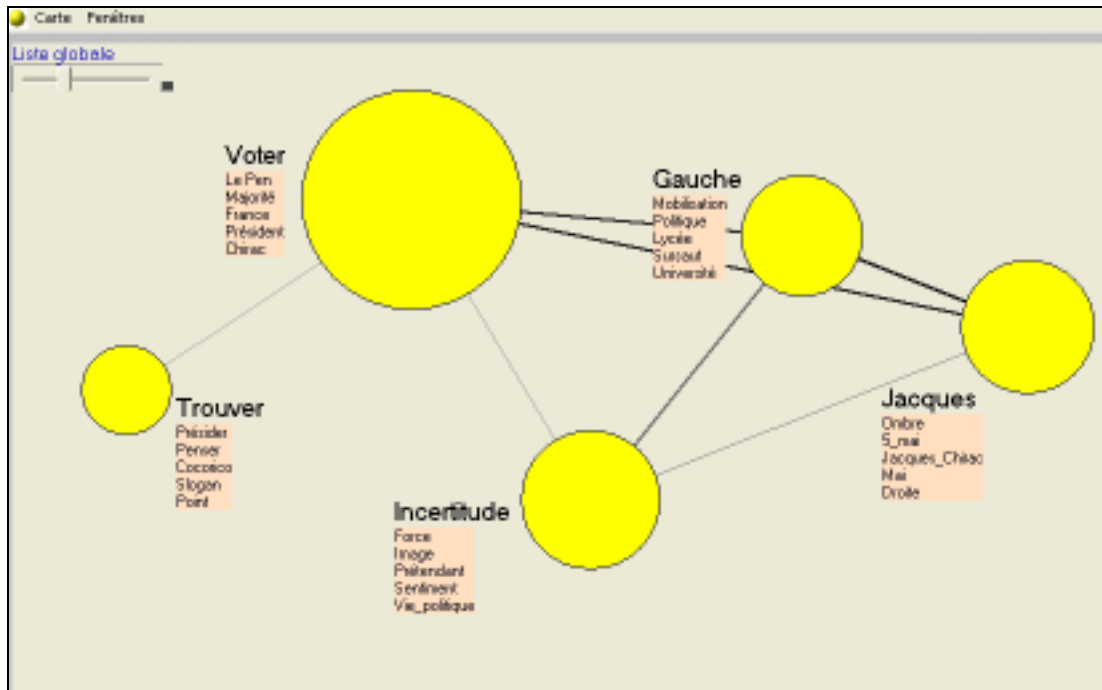 Carte Fenêtres
Liste globale
Voter
Le Pen
Majorité
France
Président
Chirac
Gauche
Mobilisation
Politique
Lycée
Sursaut
Université
Trouver
Présider
Penser
Cocorico
Slogan
Point
Jacques
Ombre
5_mai
Jacques_Chirac
Mai
Droite
Incertitude
Force
Image
Prétendant
Sentiment
Vie_politique